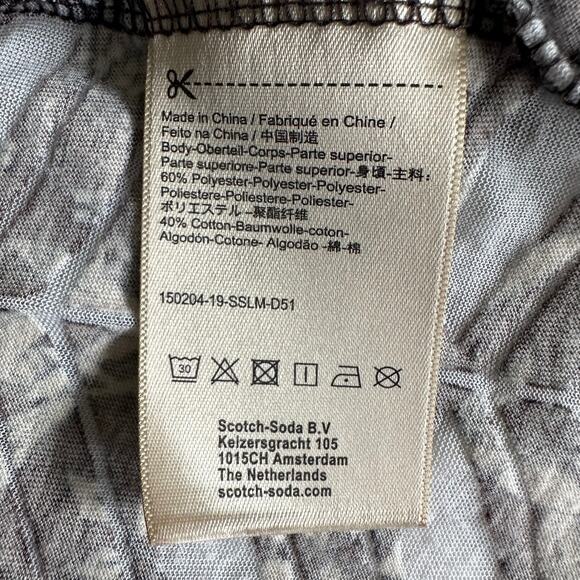 Made in China / Fabriqué en Chine /
Feito na China / 中国制造
Body-Oberteil-Corps-Parte superior-
Parte superiore-Parte superior-身頃-主料:
60% Polyester-Polyester-Polyester-
Poliestere-Poliestere-Poliester-
ポリエステル -聚酯纤维
40% Cotton-Baumwolle-coton-
Algodón-Cotone- Algodão -綿-棉
150204-19-SSLM-D51
30
Scotch-Soda B.V
Keizersgracht 105
1015CH Amsterdam
The Netherlands
scotch-soda.com